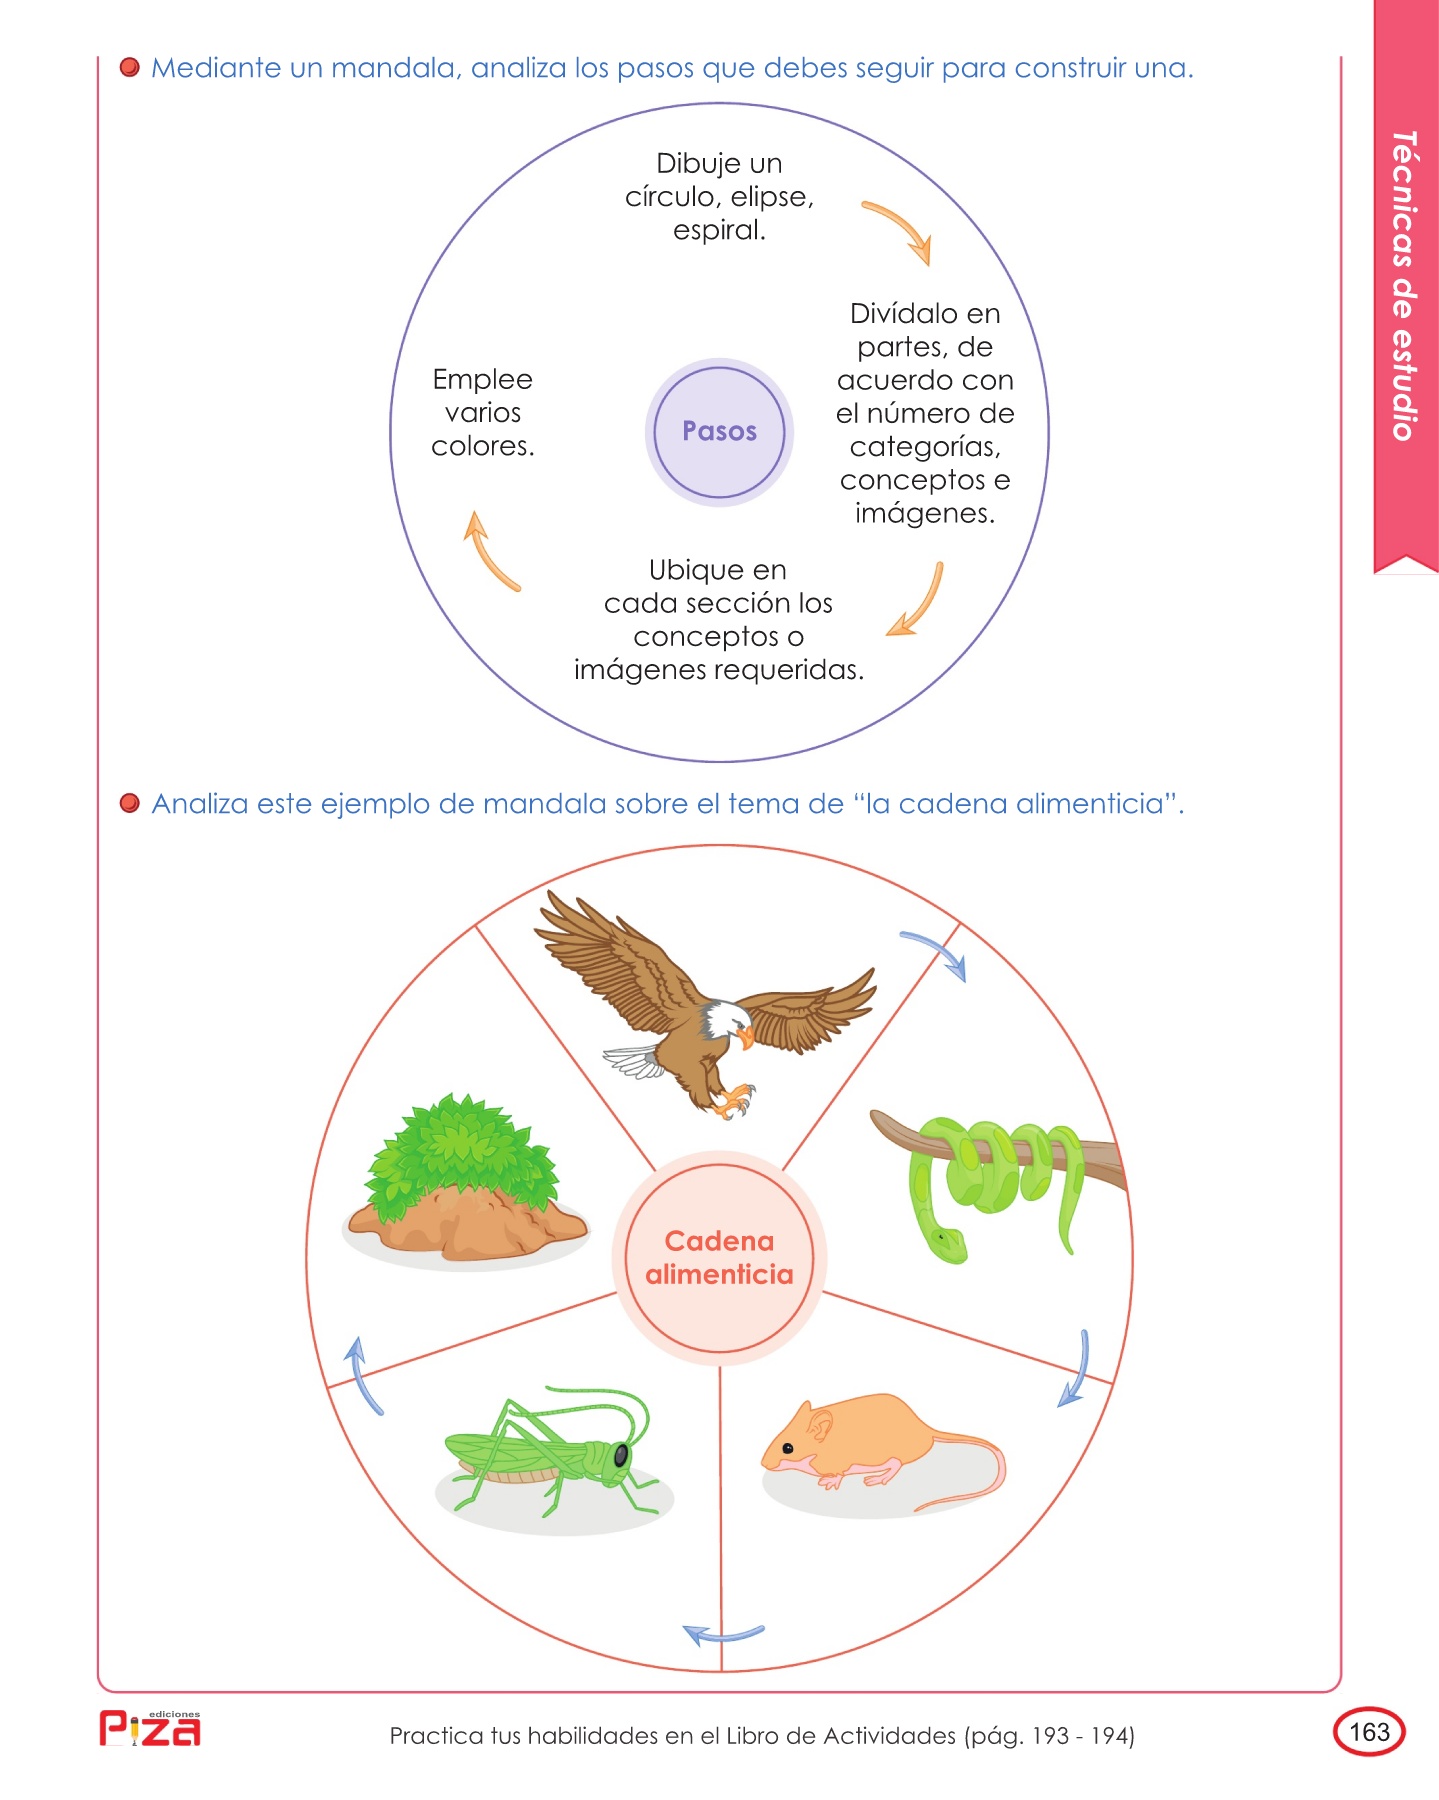 Mediante un mandala, analiza los pasos que debes seguir para construir una.
Dibuje un
círculo, elipse,
espiral.
Divídalo en
partes, de
acuerdo con
el número de
categorías,
conceptos e
imágenes.
Ubique en
cada sección los
conceptos o
imágenes requeridas.
Emplee
varios
colores.
Pasos
Técnicas de estudio
Analiza este ejemplo de mandala sobre el tema de “la cadena alimenticia”.
Cadena
alimenticia
ediciones
Piza
Practica tus habilidades en el Libro de Actividades (pág. 193 - 194)
163